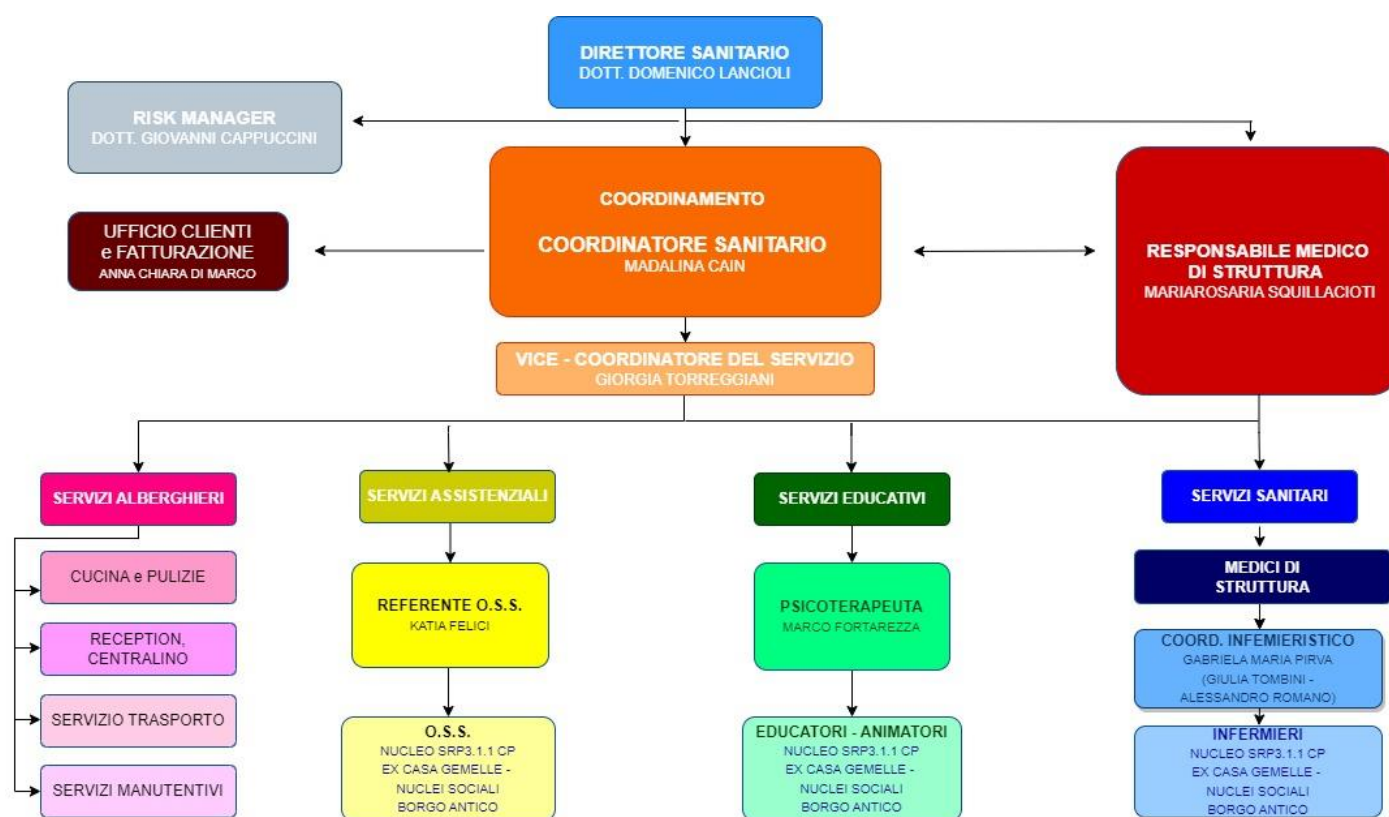 DIRETTORE SANITARIO
DOTT. DOMENICO LANCIOLI
RISK MANAGER
DOTT. GIOVANNI CAPPUCCINI
COORDINAMENTO
COORDINATORE SANITARIO
MADALINA CAIN
UFFICIO CLIENTI
e FATTURAZIONE
ANNA CHIARA DI MARCO
RESPONSABILE MEDICO
DI STRUTTURA
MARIAROSARIA SQUILLACIOTI
VICE - COORDINATORE DEL SERVIZIO
GIORGIA TORREGGIANI
SERVIZI ALBERGHIERI
CUCINA e PULIZIE
RECEPTION,
CENTRALINO
SERVIZIO TRASPORTO
SERVIZI MANUTENTIVI
SERVIZI ASSISTENZIALI
REFERENTE O.S.S.
KATIA FELICI
O.S.S.
NUCLEO SRP3.1.1 CP
EX CASA GEMELLE -
NUCLEI SOCIALI
BORGO ANTICO
SERVIZI EDUCATIVI
PSICOTERAPEUTA
MARCO FORTAREZZA
EDUCATORI - ANIMATORI
NUCLEO SRP3.1.1 CP
EX CASA GEMELLE -
NUCLEI SOCIALI
BORGO ANTICO
SERVIZI SANITARI
MEDICI DI
STRUTTURA
COORD. INFEMIERISTICO
GABRIELA MARIA PIRVA
(GIULIA TOMBINI -
ALESSANDRO ROMANO)
INFERMIERI
NUCLEO SRP3.1.1 CP
EX CASA GEMELLE -
NUCLEI SOCIALI
BORGO ANTICO